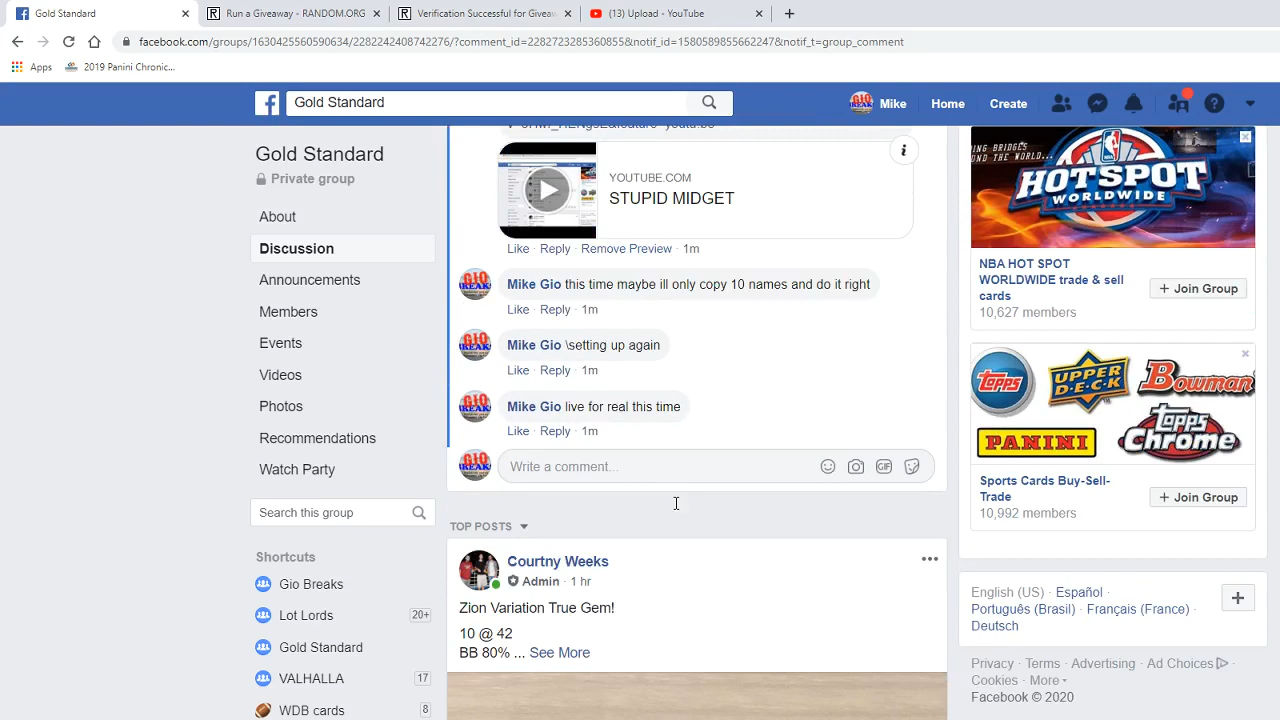 Gold Standard
Run a Giveaway - RANDOM.ORG
Verification Successful for Giveaw
(13) Upload - YouTube
facebook.com/groups/1630425560590634/2282242408742276/?comment_id=2282723285360855&notif_id=1580589855662247&notif_t=group_comment
Apps
2019 Panini Chronic...
Gold Standard
Mike
Home
Create
Gold Standard
Private group
About
Discussion
Announcements
Members
Events
Videos
Photos
Recommendations
Watch Party
Search this group
Shortcuts
Gio Breaks
Lot Lords
20+
Gold Standard
VALHALLA
17
WDB cards
8
YOUTUBE.COM
STUPID MIDGET
Like · Reply · Remove Preview · 1m
Mike Gio this time maybe ill only copy 10 names and do it right
Like · Reply · 1m
Mike Gio \setting up again
Like · Reply · 1m
Mike Gio live for real this time
Like · Reply · 1m
Write a comment...
GIF
TOP POSTS
Courtny Weeks
Admin · 1 hr
Zion Variation True Gem!
10 @ 42
BB 80% ... See More
HOTSPOT
WORLDWIDE
NBA HOT SPOT
WORLDWIDE trade & sell
cards
10,627 members
+ Join Group
Topps
UPPER
DECK
Bowman
PANINI
Topps
Chrome
Sports Cards Buy-Sell-
Trade
10,992 members
+ Join Group
English (US) · Español ·
Português (Brasil) · Français (France) ·
Deutsch
Privacy · Terms · Advertising · Ad Choices ·
Cookies · More
Facebook © 2020